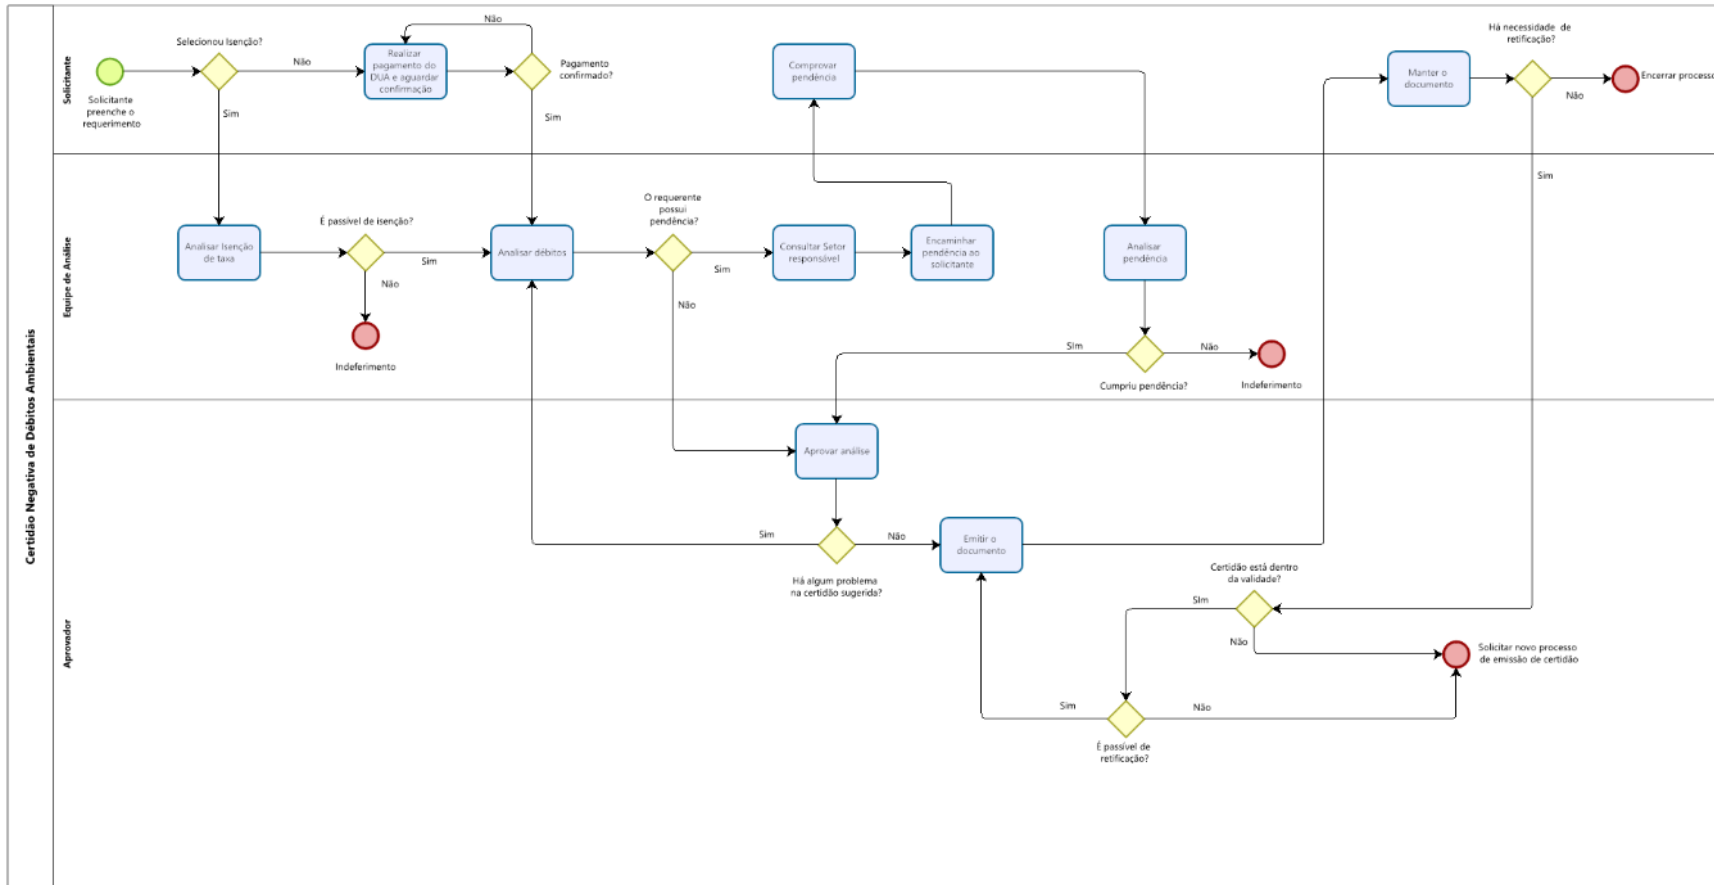 Certidão Negativa de Débitos Ambientais
Solicitante
Solicitante
preenche o
requerimento
Selecionou Isenção?
Não
Sim
Realizar
pagamento do
DUA e aguardar
confirmação
Não
Pagamento
confirmado?
Sim
Comprovar
pendência
Manter o
documento
Há necessidade de
retificação?
Não
Encerrar processo
Sim
Equipe de Análise
Analisar Isenção
de taxa
É passível de isenção?
Sim
Não
Indeferimento
Analisar débitos
O requerente
possui
pendência?
Sim
Não
Consultar Setor
responsável
Encaminhar
pendência ao
solicitante
Analisar
pendência
Sim
Não
Cumpriu pendência?
Indeferimento
Aprovador
Aprovar análise
Sim
Não
Há algum problema
na certidão sugerida?
Emitir o
documento
Certidão está dentro
da validade?
Sim
Não
Solicitar novo processo
de emissão de certidão
Sim
Não
É passível de
retificação?